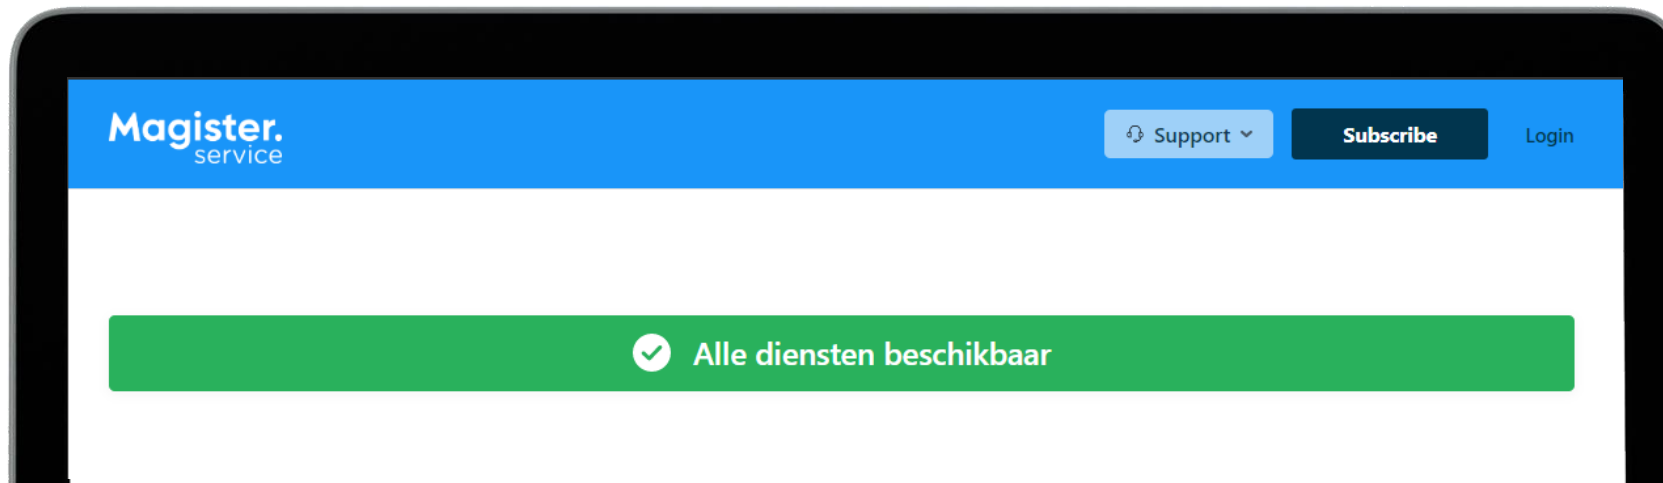 Magister.
service
Support
Subscribe
Login
Alle diensten beschikbaar